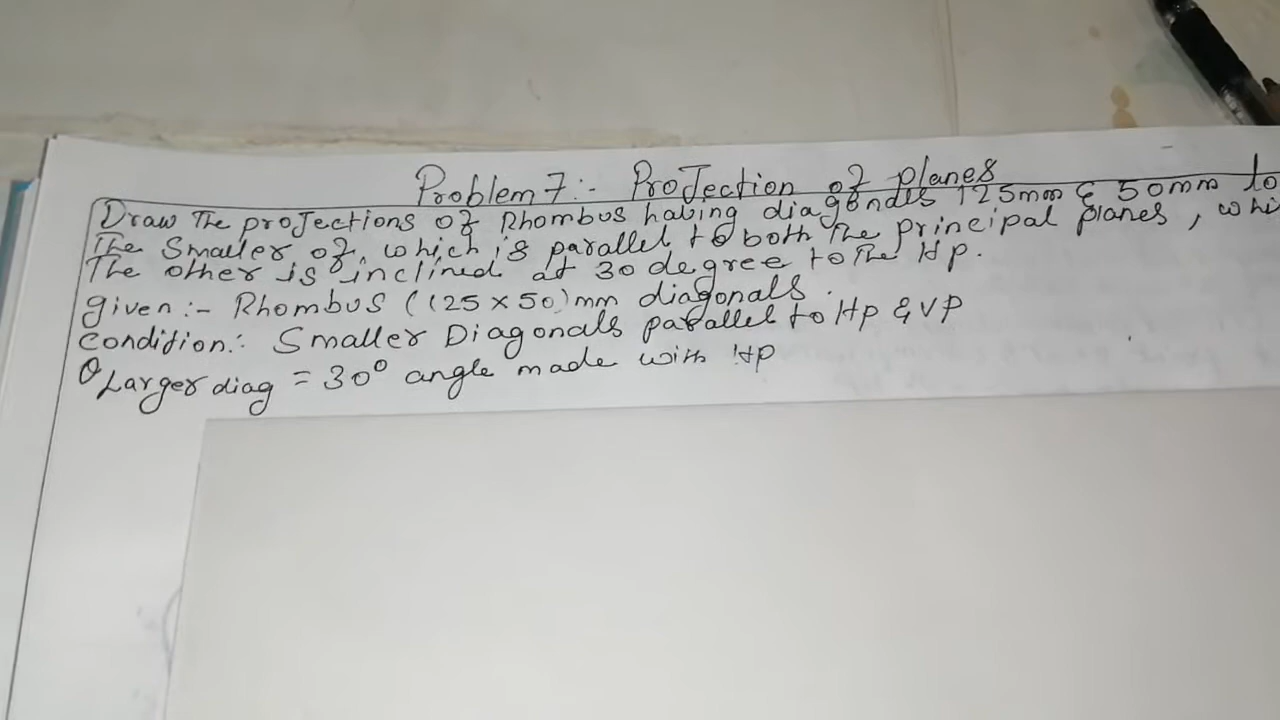 Problem 7:- ProJection of planes
Draw The proJections of Rhombus having diagonals 125mm & 50mm to
The Smaller of, which is parallel to both The principal planes, whi
The other is inclined at 30 degree to The Hp.
given:- Rhombus (125 x 50)mm diagonals.
condition:. Smaller Diagonals parallel to Hp & VP
θ Larger diag = 30° angle made with Hp